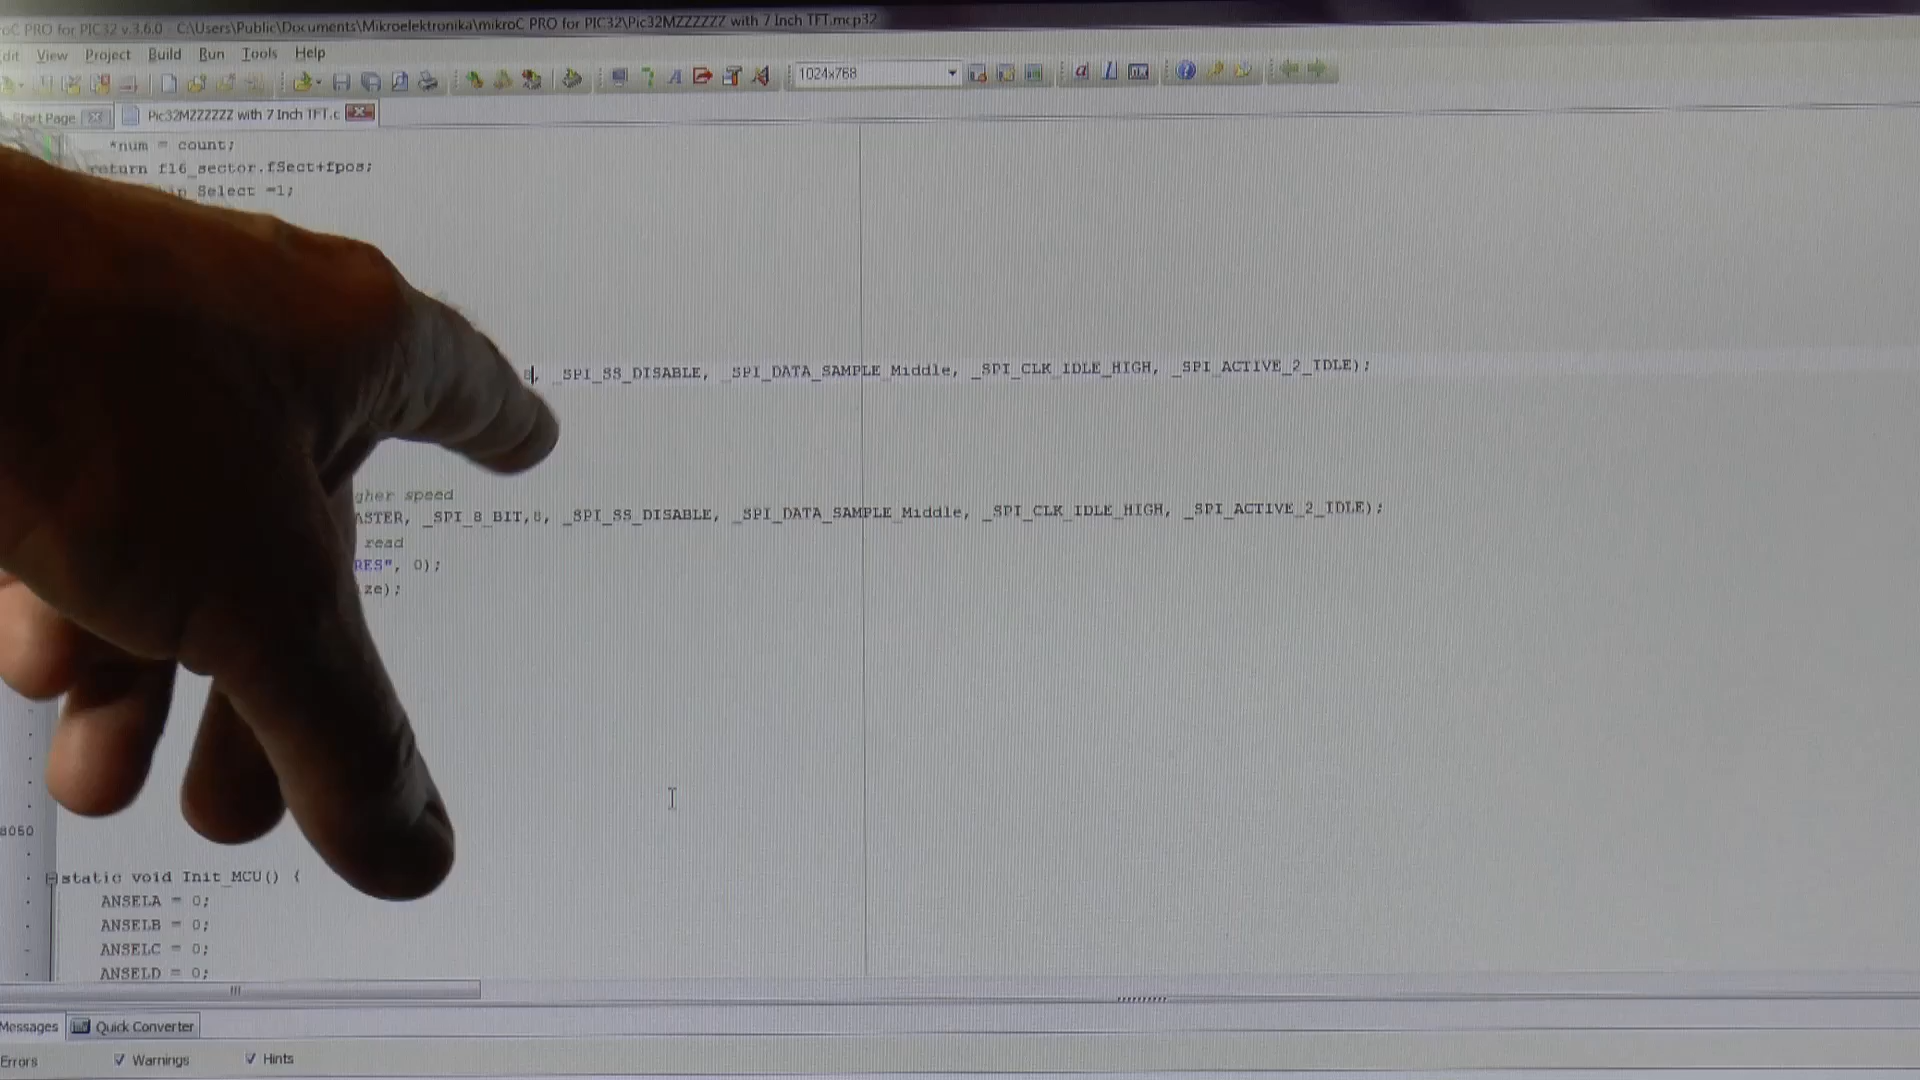 oC PRO for PIC32 v.3.6.0 - C:\Users\Public\Documents\Mikroelektronika\mikroC PRO for PIC32\Pic32MZZZZZZ with 7 Inch TFT.mcp32
dit View Project Build Run Tools Help
1024x768
Start Page Pic32MZZZZZZ with 7 Inch TFT.c
*num = count;
return f16_sector.fSect+fpos;
Select =1;
8, _SPI_SS_DISABLE, _SPI_DATA_SAMPLE_Middle, _SPI_CLK_IDLE_HIGH, _SPI_ACTIVE_2_IDLE);
gher speed
ASTER, _SPI_8_BIT,8, _SPI_SS_DISABLE, _SPI_DATA_SAMPLE_Middle, _SPI_CLK_IDLE_HIGH, _SPI_ACTIVE_2_IDLE);
read
RES", 0);
ze);
8050
static void Init_MCU() {
ANSELA = 0;
ANSELB = 0;
ANSELC = 0;
ANSELD = 0;
Messages Quick Converter
Errors Warnings Hints